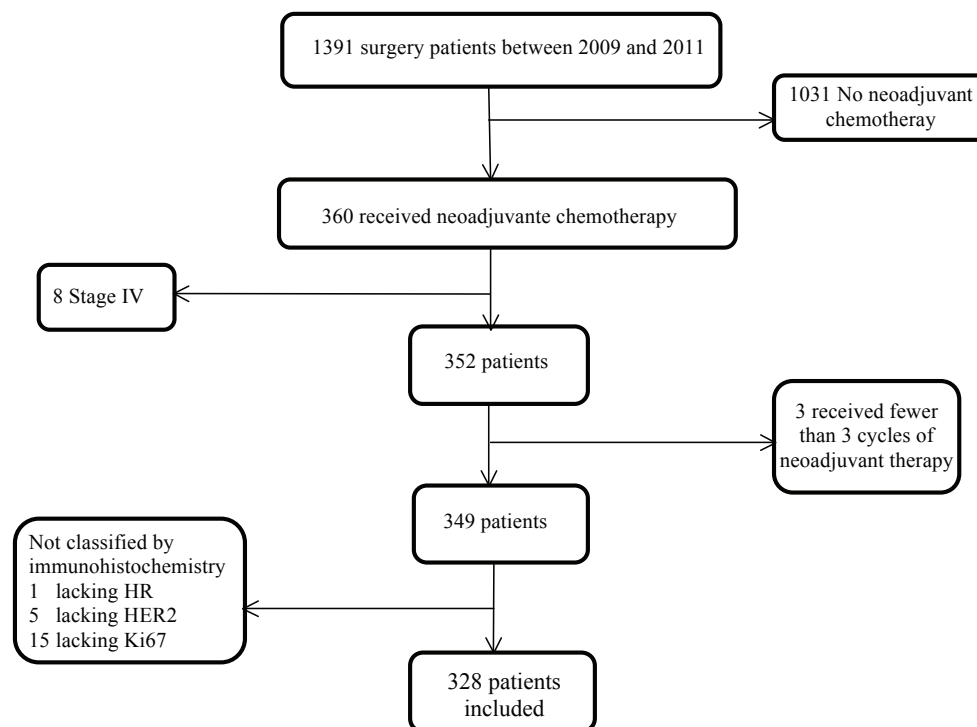 1391 surgery patients between 2009 and 2011
1031 No neoadjuvant
chemotheray
360 received neoadjuvante chemotherapy
8 Stage IV
352 patients
3 received fewer
than 3 cycles of
neoadjuvant therapy
349 patients
Not classified by
immunohistochemistry
1 lacking HR
5 lacking HER2
15 lacking Ki67
328 patients
included